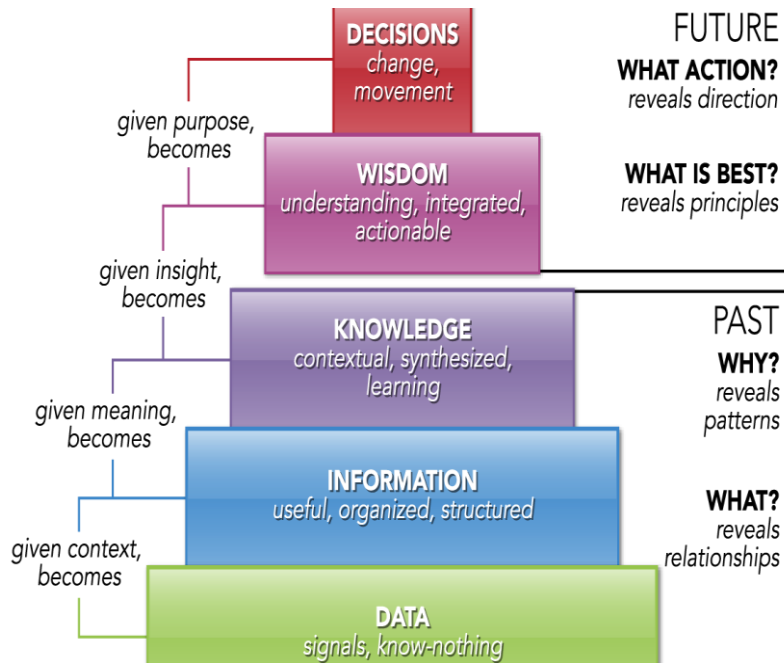 DECISIONS
change,
movement
FUTURE
WHAT ACTION?
reveals direction
given purpose,
becomes
WISDOM
understanding, integrated,
actionable
WHAT IS BEST?
reveals principles
given insight,
becomes
KNOWLEDGE
contextual, synthesized,
learning
PAST
WHY?
reveals
patterns
given meaning,
becomes
INFORMATION
useful, organized, structured
WHAT?
reveals
relationships
given context,
becomes
DATA
signals, know-nothing